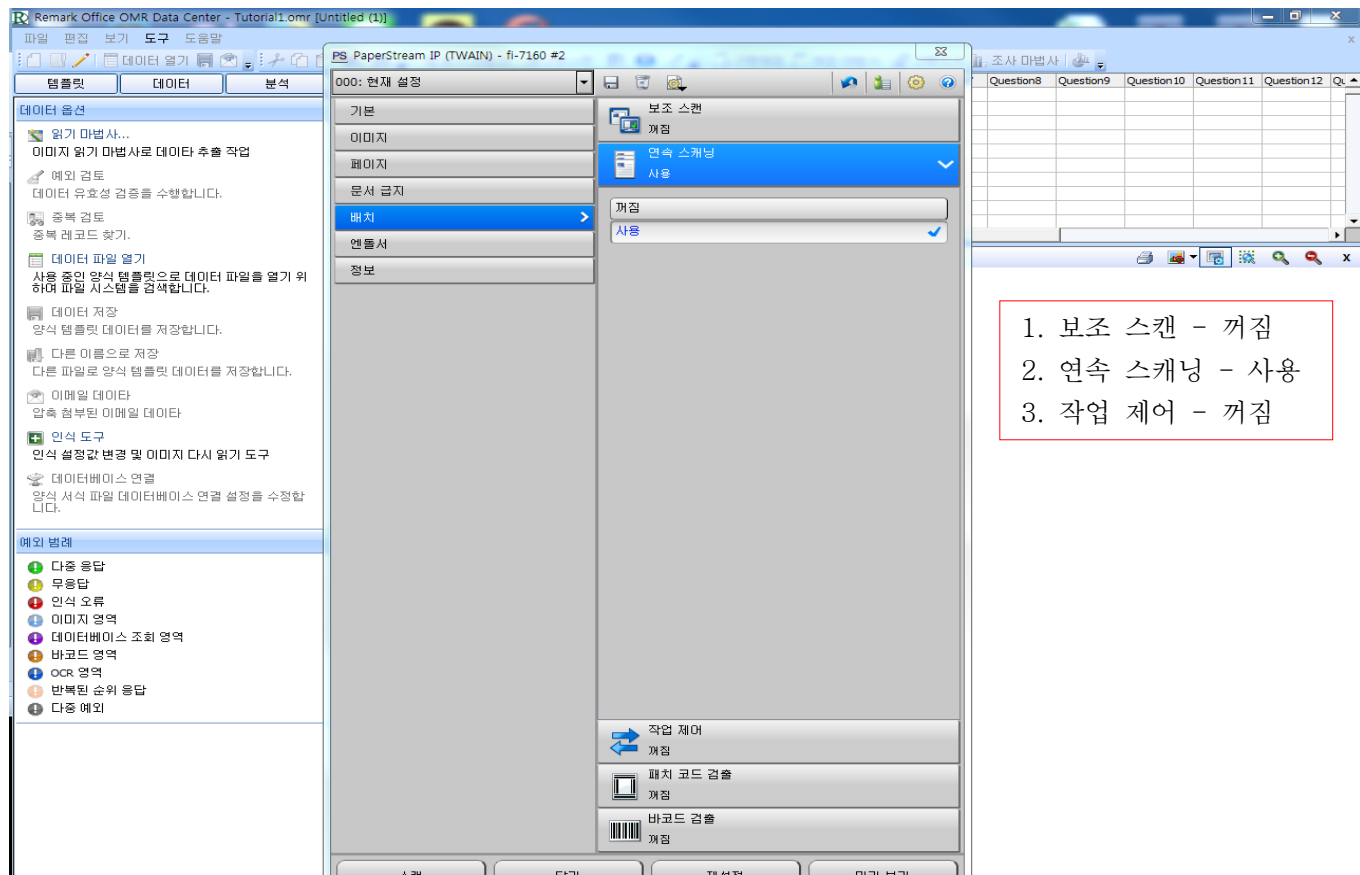 Remark Office OMR Data Center - Tutorial1.omr [Untitled (1)]
파일 편집 보기 도구 도움말
데이터 열기
조사 마법사
템플릿 데이터 분석
데이터 옵션
읽기 마법사...
이미지 읽기 마법사로 데이타 추출 작업
예외 검토
데이터 유효성 검증을 수행합니다.
중복 검토
중복 레코드 찾기.
데이터 파일 열기
사용 중인 양식 템플릿으로 데이터 파일을 열기 위
하여 파일 시스템을 검색합니다.
데이터 저장
양식 템플릿 데이터를 저장합니다.
다른 이름으로 저장
다른 파일로 양식 템플릿 데이터를 저장합니다.
이메일 데이타
압축 첨부된 이메일 데이타
인식 도구
인식 설정값 변경 및 이미지 다시 읽기 도구
데이터베이스 연결
양식 서식 파일 데이터베이스 연결 설정을 수정합
니다.
예외 범례
다중 응답
무응답
인식 오류
이미지 영역
데이터베이스 조회 영역
바코드 영역
OCR 영역
반복된 순위 응답
다중 예외
PS PaperStream IP (TWAIN) - fi-7160 #2
000: 현재 설정
기본
이미지
페이지
문서 급지
배치
엔돌서
정보
보조 스캔
꺼짐
연속 스캐닝
사용
꺼짐
사용
작업 제어
꺼짐
패치 코드 검출
꺼짐
바코드 검출
꺼짐
Question8 Question9 Question10 Question11 Question12
1. 보조 스캔 - 꺼짐
2. 연속 스캐닝 - 사용
3. 작업 제어 - 꺼짐